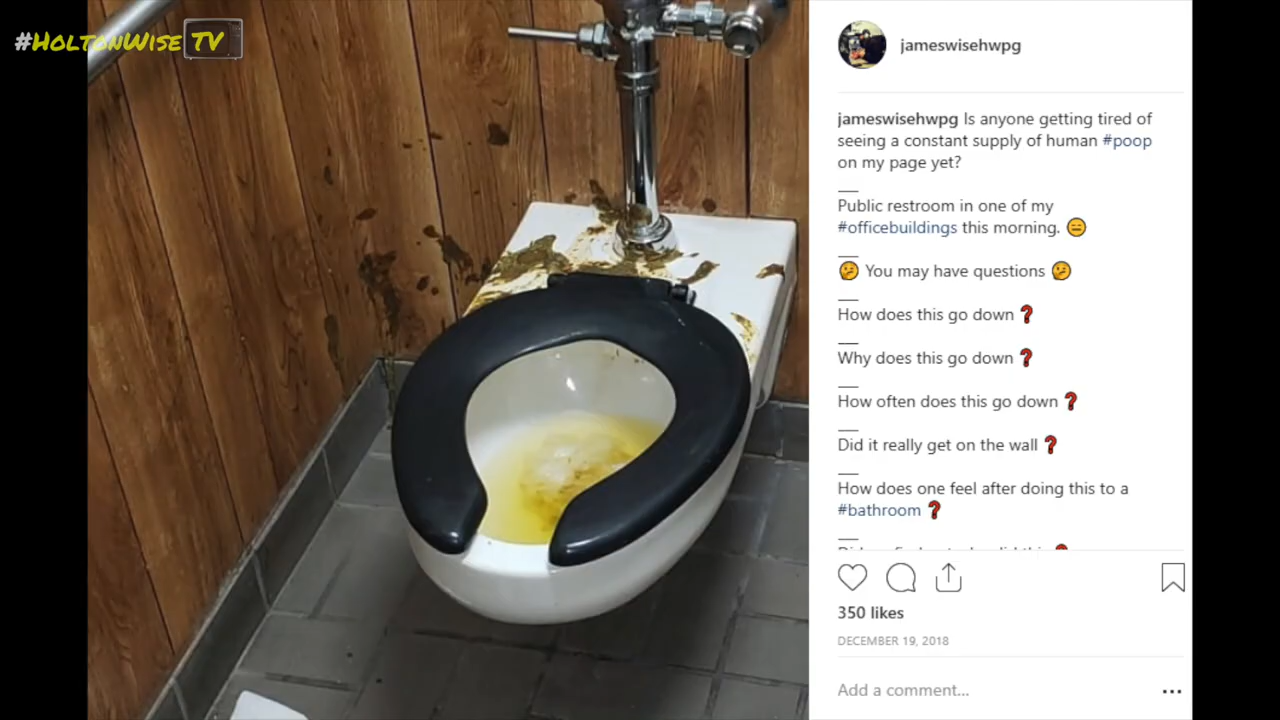 #HOLTONWISE TV
jameswisehwpg
jameswisehwpg Is anyone getting tired of
seeing a constant supply of human #poop
on my page yet?
Public restroom in one of my
#officebuildings this morning. 😑
🤔 You may have questions 🤔
How does this go down ❓
Why does this go down ❓
How often does this go down ❓
Did it really get on the wall ❓
How does one feel after doing this to a
#bathroom ❓
350 likes
DECEMBER 19, 2018
Add a comment...